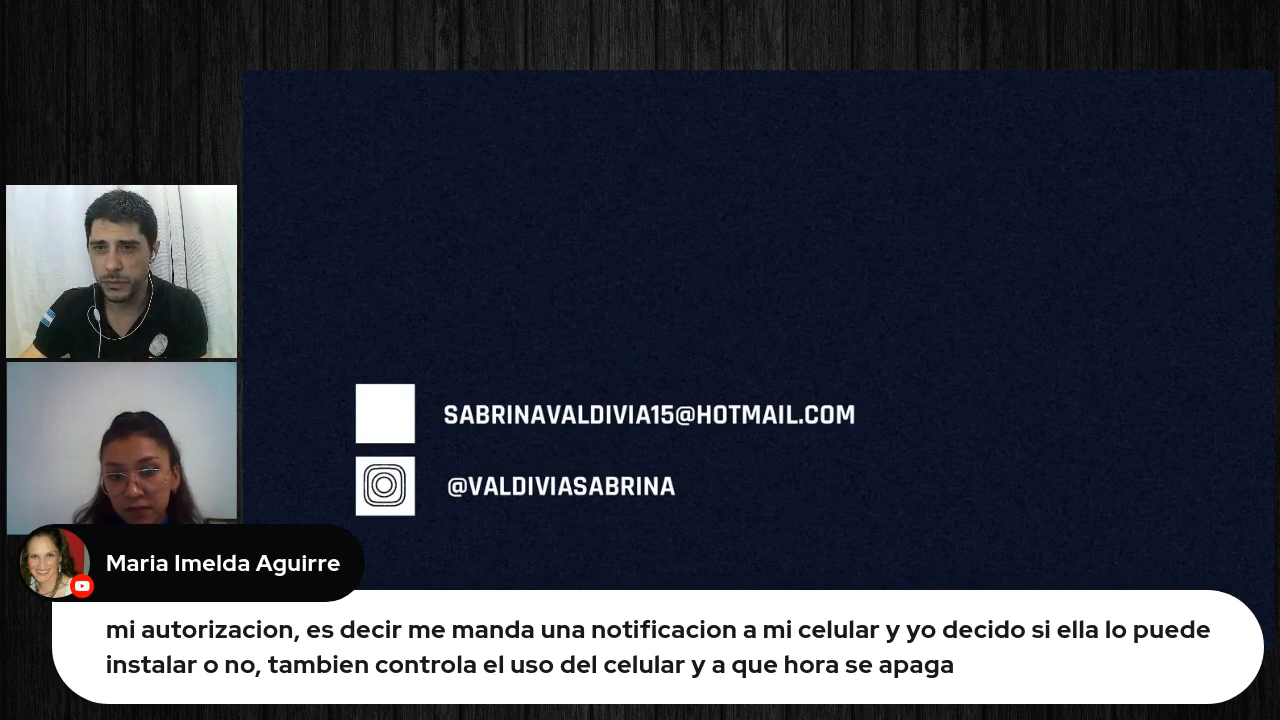 SABRINAVALDIVIA15@HOTMAIL.COM
@VALDIVIASABRINA
Maria Imelda Aguirre
mi autorizacion, es decir me manda una notificacion a mi celular y yo decido si ella lo puede
instalar o no, tambien controla el uso del celular y a que hora se apaga